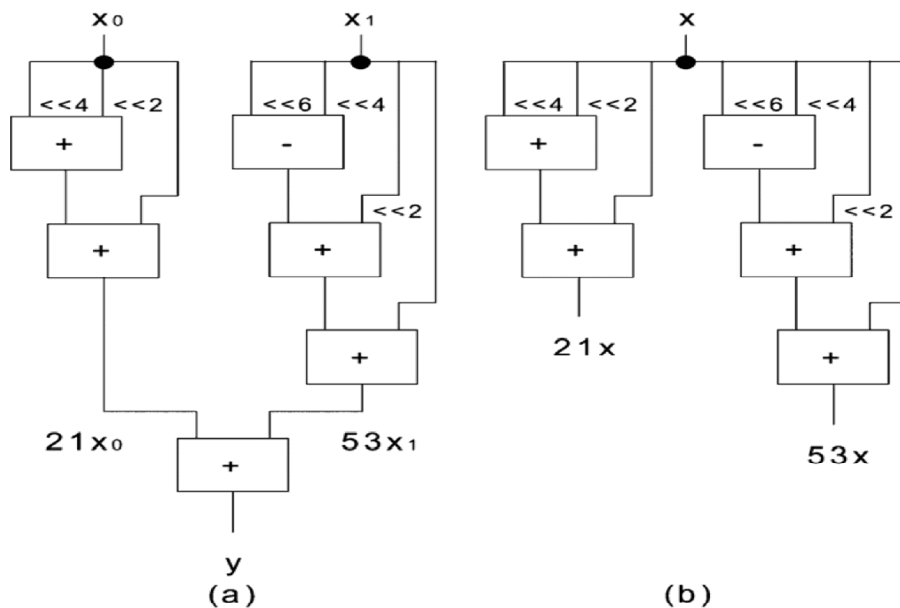 x0 x1 x
<<4 <<2 <<6 <<4 <<4 <<2 <<6 <<4
+ - + -
<<2 <<2
+ + + +
+ 21x +
21x0 53x1 53x
+
y
(a) (b)